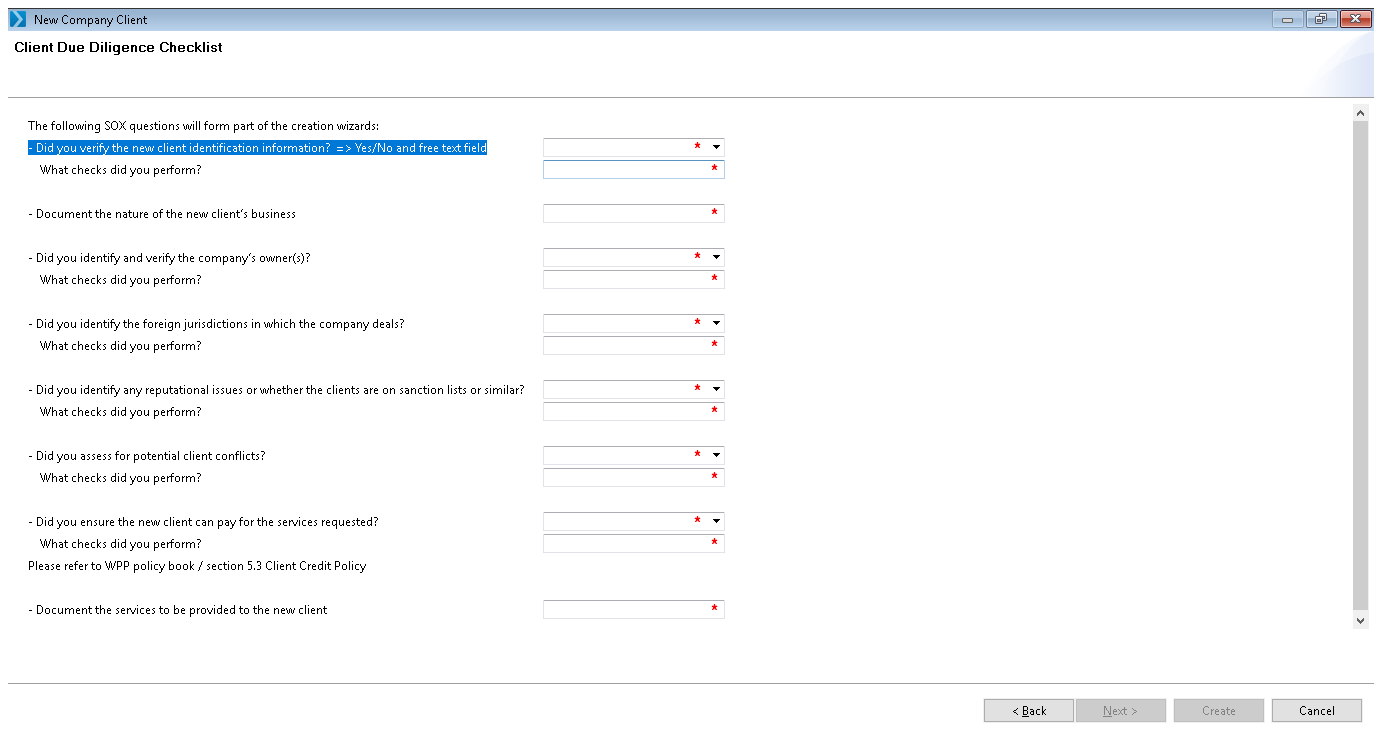 New Company Client
Client Due Diligence Checklist
The following SOX questions will form part of the creation wizards:
- Did you verify the new client identification information?  => Yes/No and free text field
*
What checks did you perform?
*
- Document the nature of the new client's business
*
- Did you identify and verify the company's owner(s)?
*
What checks did you perform?
*
- Did you identify the foreign jurisdictions in which the company deals?
*
What checks did you perform?
*
- Did you identify any reputational issues or whether the clients are on sanction lists or similar?
*
What checks did you perform?
*
- Did you assess for potential client conflicts?
*
What checks did you perform?
*
- Did you ensure the new client can pay for the services requested?
*
What checks did you perform?
*
Please refer to WPP policy book / section 5.3 Client Credit Policy
- Document the services to be provided to the new client
*
< Back
Next >
Create
Cancel